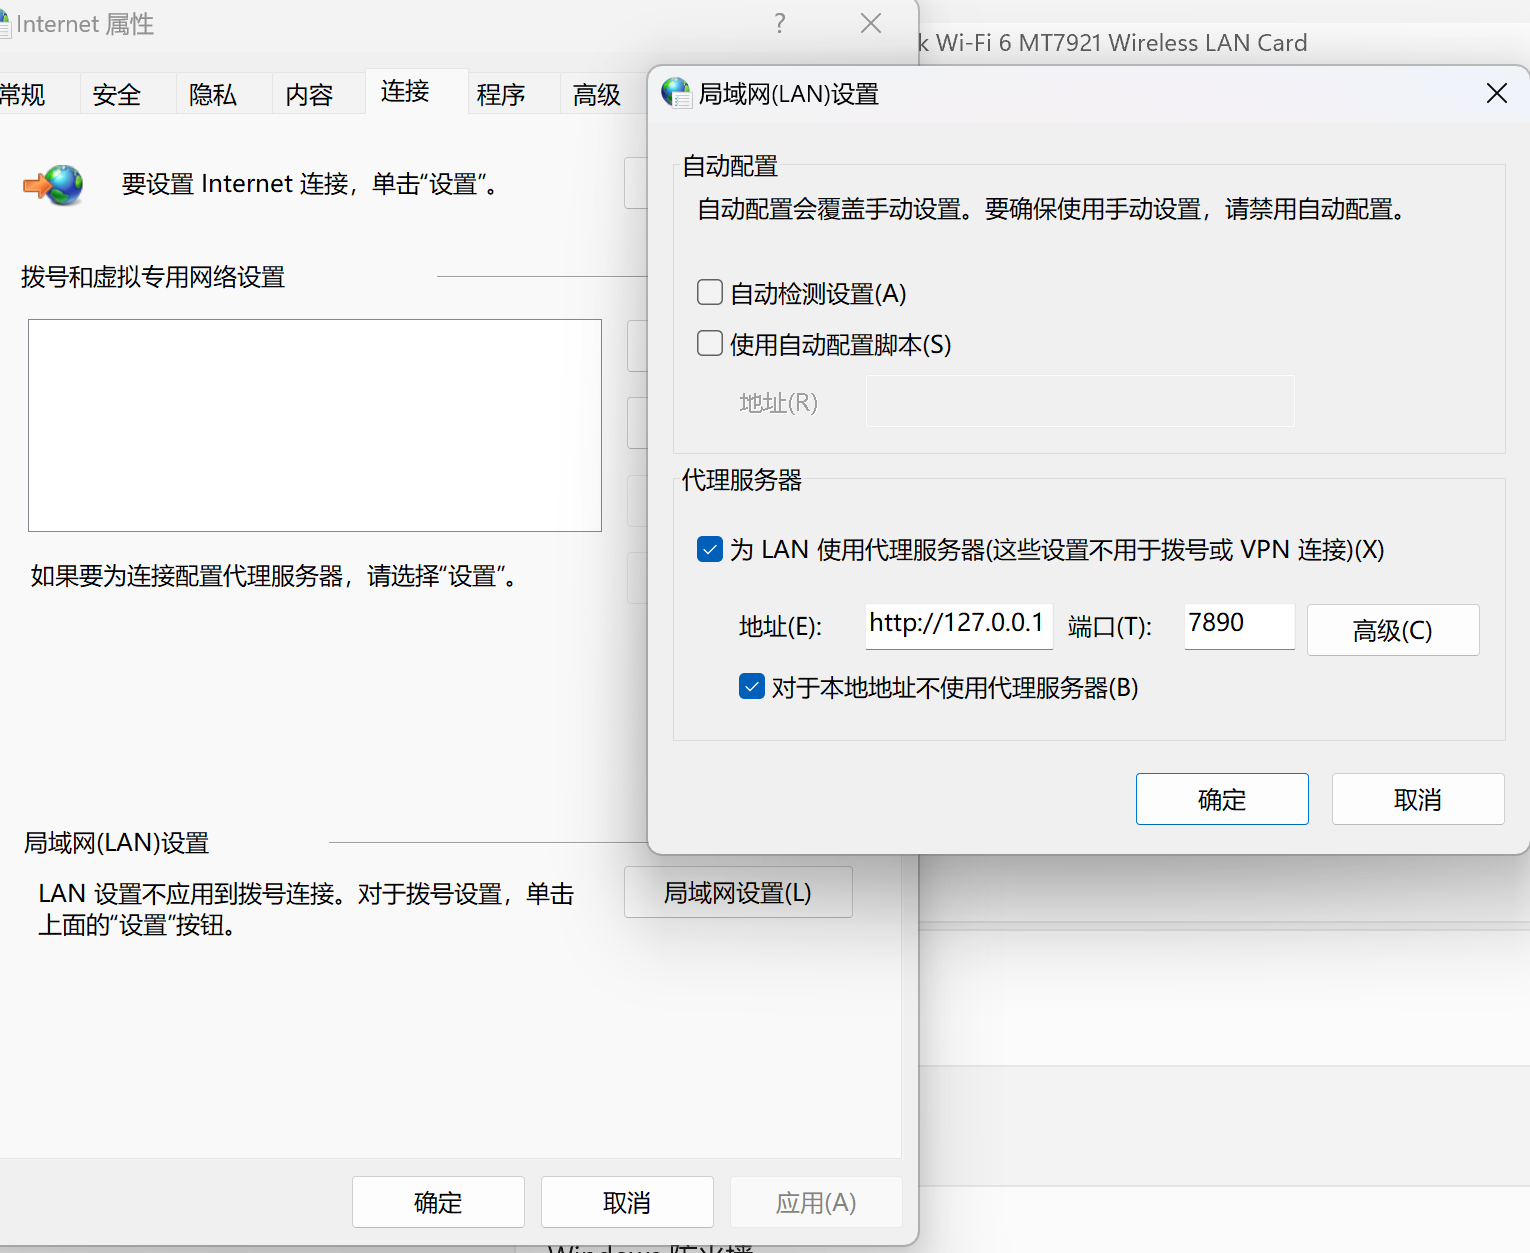 Internet 属性
?
k Wi-Fi 6 MT7921 Wireless LAN Card
常规
安全
隐私
内容
连接
程序
高级
要设置 Internet 连接，单击“设置”。
拨号和虚拟专用网络设置
如果要为连接配置代理服务器，请选择“设置”。
局域网(LAN)设置
LAN 设置不应用到拨号连接。对于拨号设置，单击
上面的“设置”按钮。
局域网设置(L)
确定
取消
应用(A)
局域网(LAN)设置
自动配置
自动配置会覆盖手动设置。要确保使用手动设置，请禁用自动配置。
自动检测设置(A)
使用自动配置脚本(S)
地址(R)
代理服务器
为 LAN 使用代理服务器(这些设置不用于拨号或 VPN 连接)(X)
地址(E):
http://127.0.0.1
端口(T):
7890
高级(C)
对于本地地址不使用代理服务器(B)
确定
取消
Windows 防火墙